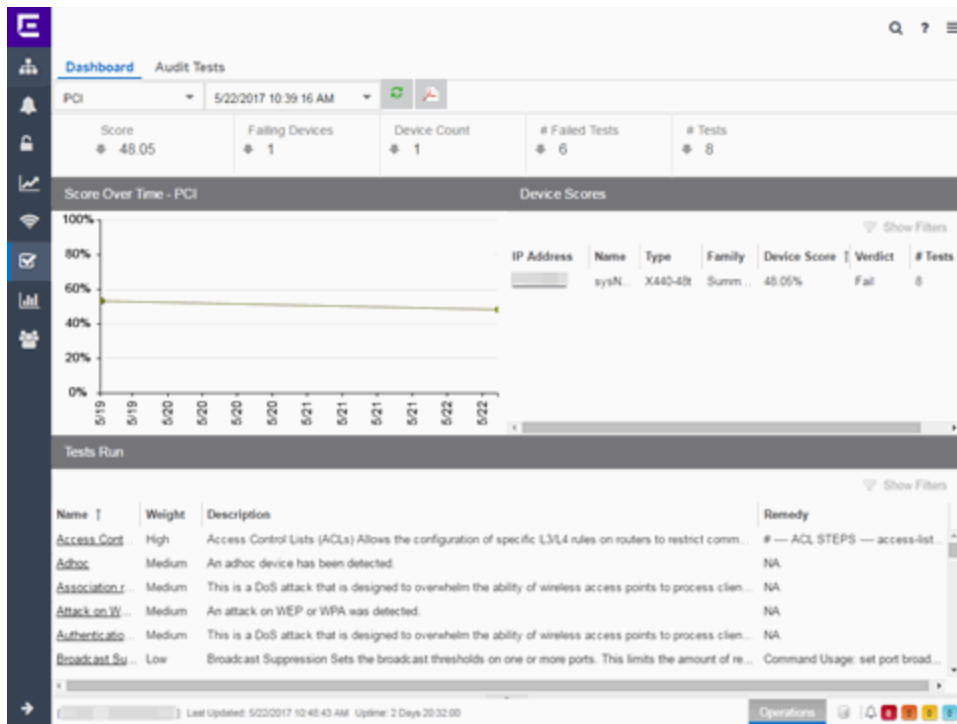 E
Dashboard Audit Tests
PCI 5/22/2017 10:39:16 AM
Score Failing Devices Device Count # Failed Tests # Tests
48.05 1 1 6 8
Score Over Time - PCI Device Scores
Show Filters
100%
80%
60%
40%
20%
0%
5/19 5/19 5/20 5/20 5/20 5/20 5/21 5/21 5/21 5/21 5/22 5/22
IP Address Name Type Family Device Score Verdict # Tests
sysN... X440-48t Summ... 48.05% Fail 8
Tests Run
Show Filters
Name Weight Description Remedy
Access Cont... High Access Control Lists (ACLs) Allows the configuration of specific L3/L4 rules on routers to restrict comm... # — ACL STEPS — access-list...
Adhoc Medium An adhoc device has been detected. NA
Association r... Medium This is a DoS attack that is designed to overwhelm the ability of wireless access points to process clien... NA
Attack on W... Medium An attack on WEP or WPA was detected. NA
Authenticatio... Medium This is a DoS attack that is designed to overwhelm the ability of wireless access points to process clien... NA
Broadcast Su... Low Broadcast Suppression Sets the broadcast thresholds on one or more ports. This limits the amount of re... Command Usage: set port broad...
[ ] Last Updated: 5/22/2017 10:48:43 AM Uptime: 2 Days 20:32:00 Operations 0 0 0